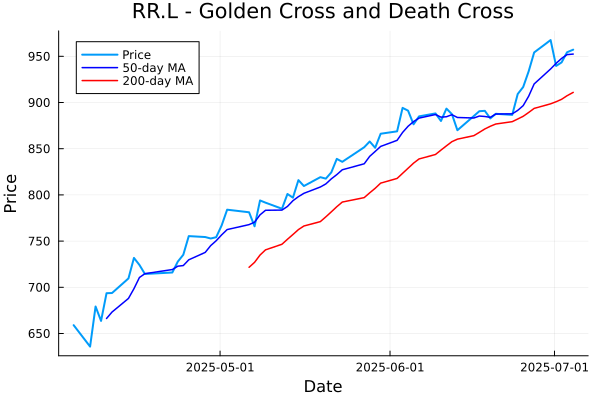 RR.L - Golden Cross and Death Cross
Price
50-day MA
200-day MA
950
900
850
800
750
700
650
Price
2025-05-01
2025-06-01
2025-07-01
Date